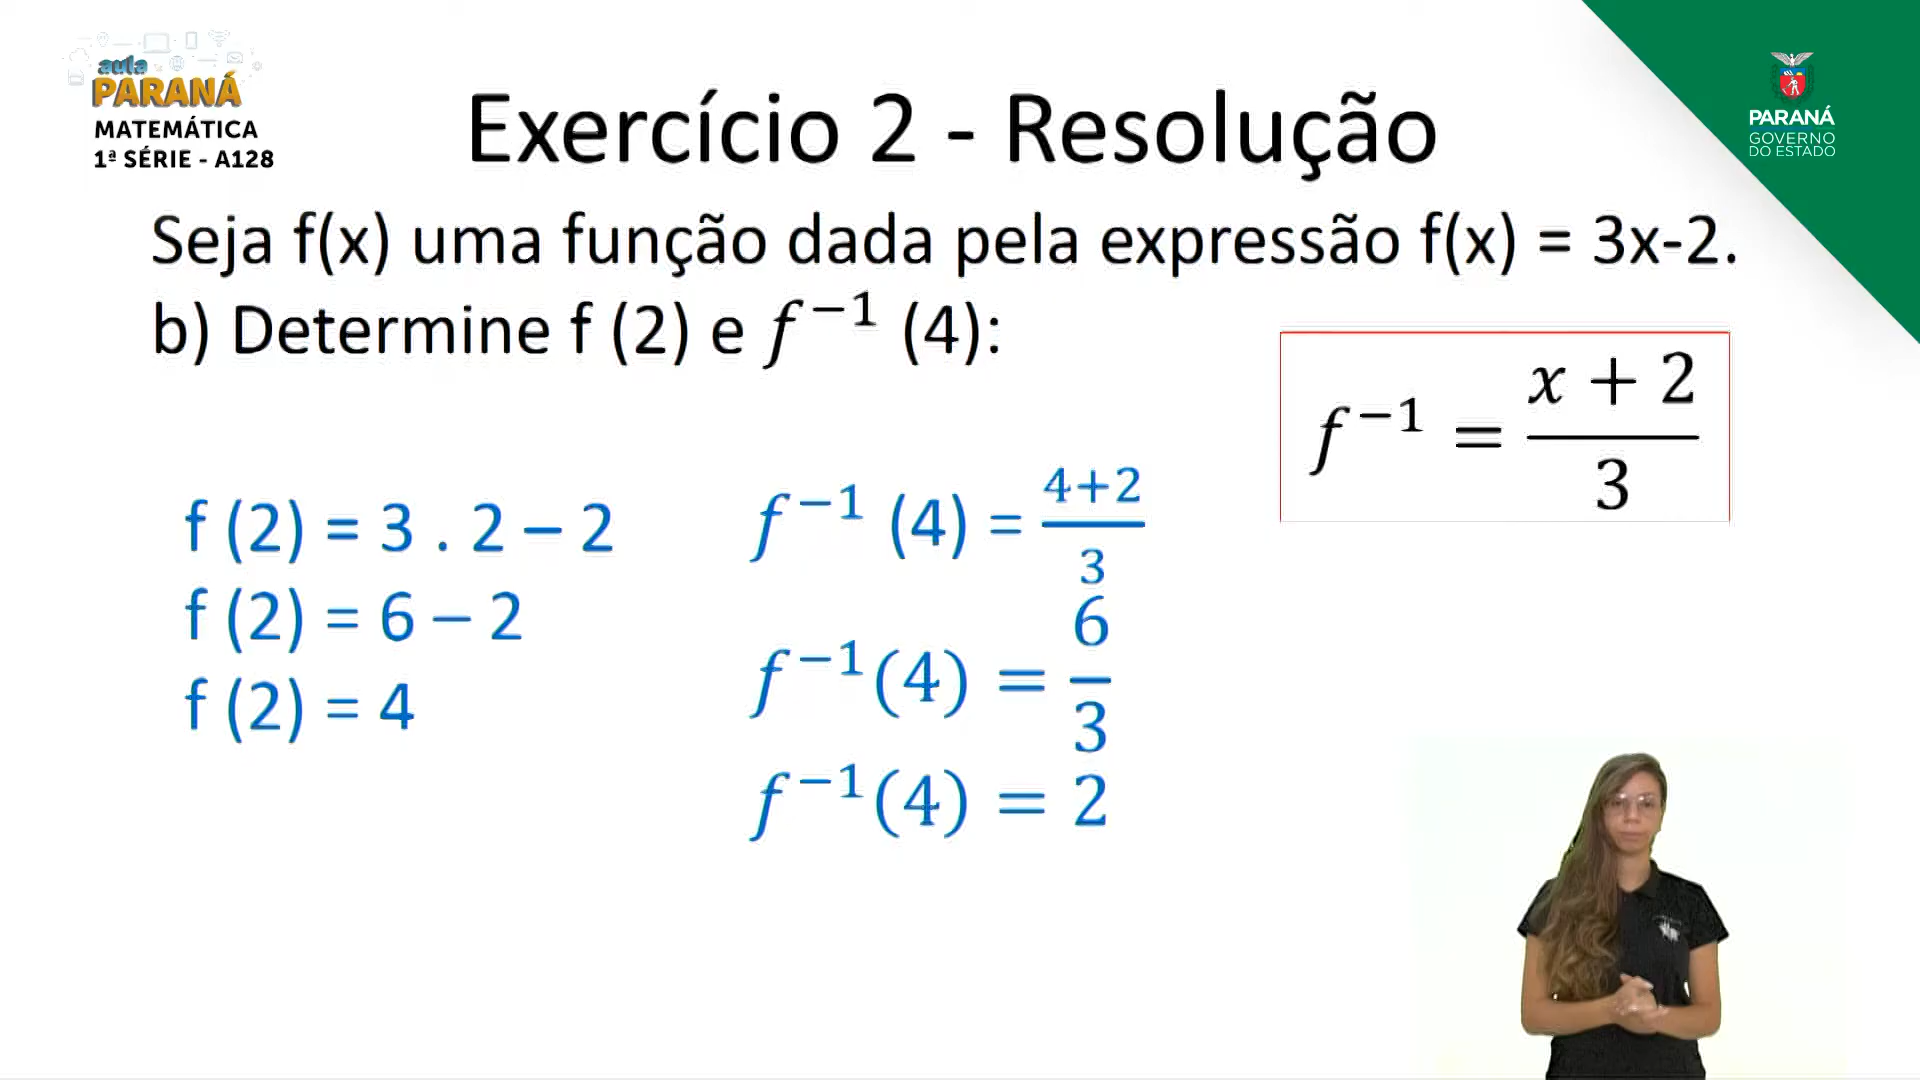 aula
PARANÁ
MATEMÁTICA
1ª SÉRIE - A128
PARANÁ
GOVERNO
DO ESTADO
Exercício 2 - Resolução
Seja f(x) uma função dada pela expressão f(x) = 3x-2.
b) Determine f (2) e f⁻¹ (4):
f⁻¹ = (x + 2)/3
f (2) = 3 . 2 – 2
f (2) = 6 – 2
f (2) = 4
f⁻¹ (4) = (4+2)/3
f⁻¹(4) = 6/3
f⁻¹(4) = 2